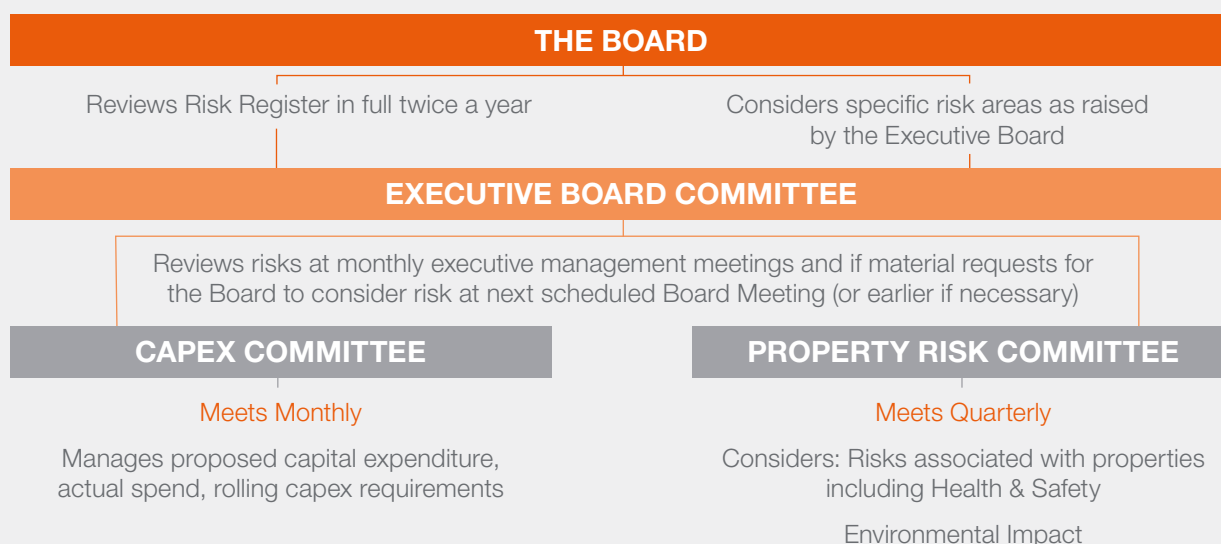 THE BOARD
Reviews Risk Register in full twice a year
Considers specific risk areas as raised
by the Executive Board
EXECUTIVE BOARD COMMITTEE
Reviews risks at monthly executive management meetings and if material requests for
the Board to consider risk at next scheduled Board Meeting (or earlier if necessary)
CAPEX COMMITTEE
Meets Monthly
Manages proposed capital expenditure,
actual spend, rolling capex requirements
PROPERTY RISK COMMITTEE
Meets Quarterly
Considers: Risks associated with properties
including Health & Safety
Environmental Impact